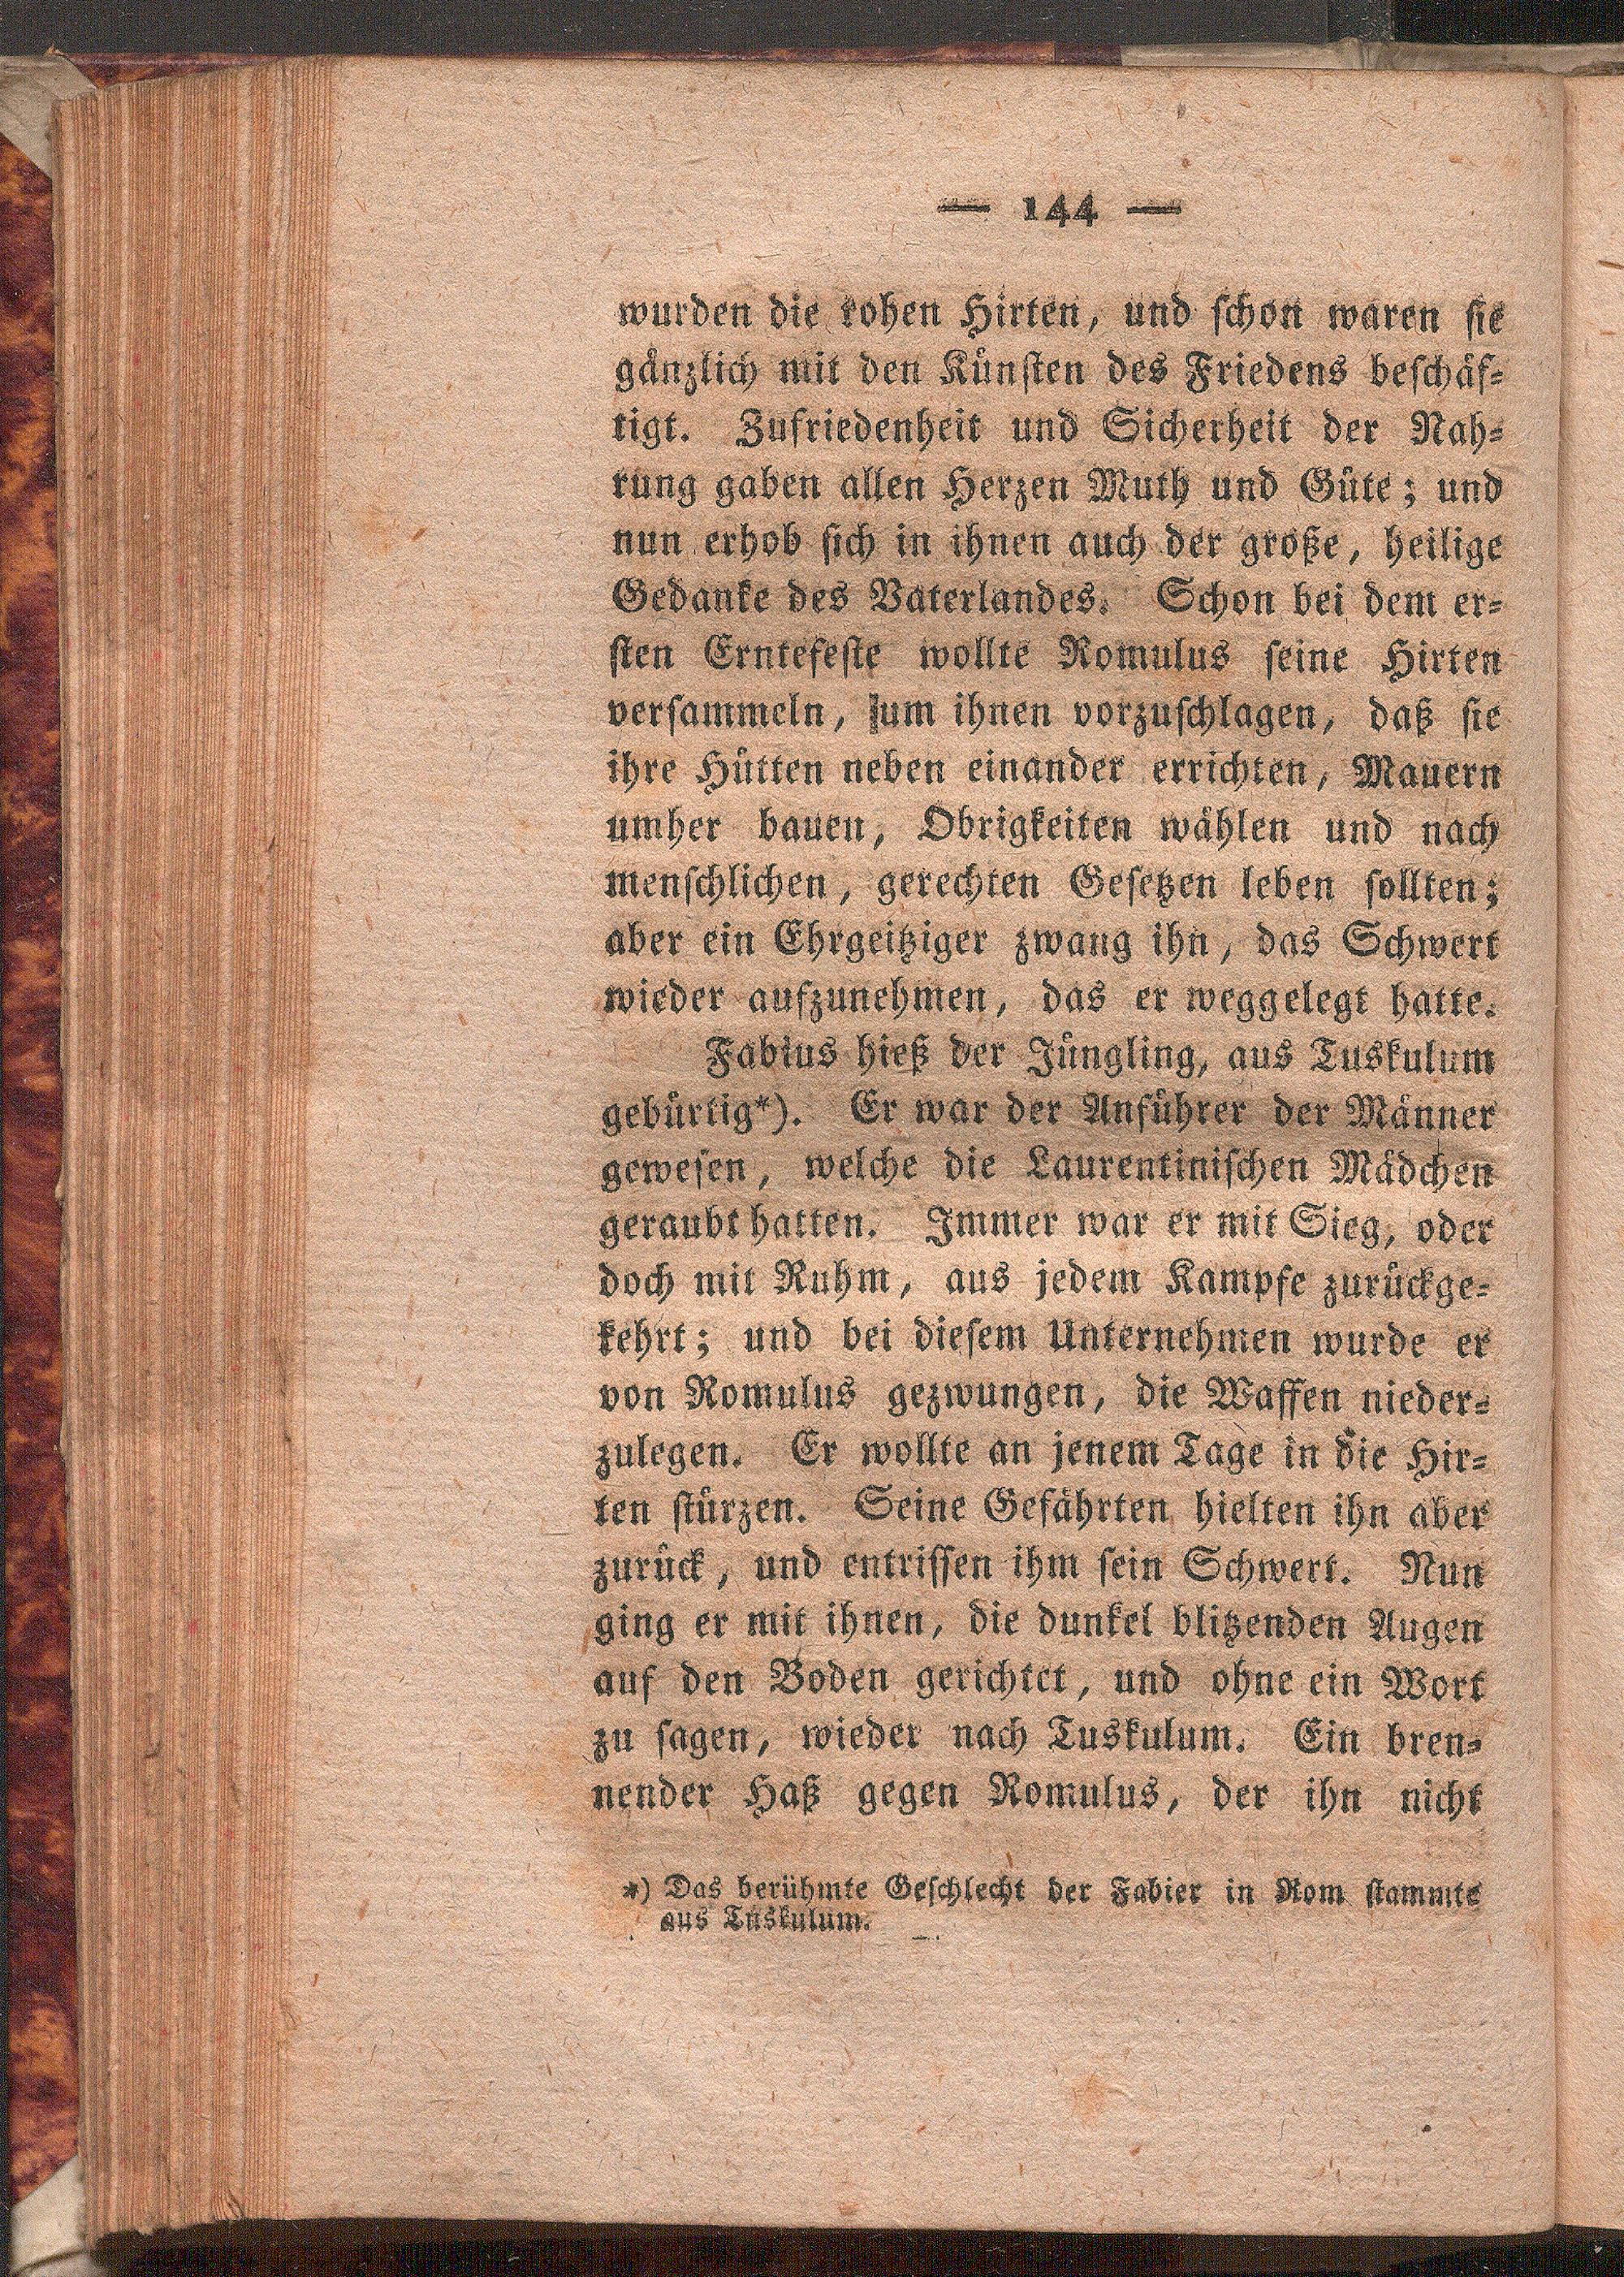 — 144 —
wurden die rohen Hirten, und schon waren sie
gänzlich mit den Künsten des Friedens beschäf-
tigt. Zufriedenheit und Sicherheit der Nah-
rung gaben allen Herzen Muth und Güte; und
nun erhob sich in ihnen auch der große, heilige
Gedanke des Vaterlandes. Schon bei dem er-
sten Erntefeste wollte Romulus seine Hirten
versammeln, um ihnen vorzuschlagen, daß sie
ihre Hütten neben einander errichten, Mauern
umher bauen, Obrigkeiten wählen und nach
menschlichen, gerechten Gesetzen leben sollten;
aber ein Ehrgeitziger zwang ihn, das Schwert
wieder aufzunehmen, das er weggelegt hatte.
Fabius hieß der Jüngling, aus Tuskulum
gebürtig*). Er war der Anführer der Männer
gewesen, welche die Laurentinischen Mädchen
geraubt hatten. Immer war er mit Sieg, oder
doch mit Ruhm, aus jedem Kampfe zurückge-
kehrt; und bei diesem Unternehmen wurde er
von Romulus gezwungen, die Waffen nieder-
zulegen. Er wollte an jenem Tage in die Hir-
ten stürzen. Seine Gefährten hielten ihn aber
zurück, und entrissen ihm sein Schwert. Nun
ging er mit ihnen, die dunkel blitzenden Augen
auf den Boden gerichtet, und ohne ein Wort
zu sagen, wieder nach Tuskulum. Ein bren-
nender Haß gegen Romulus, der ihn nicht
*) Das berühmte Geschlecht der Fabier in Rom stammte
aus Tuskulum.